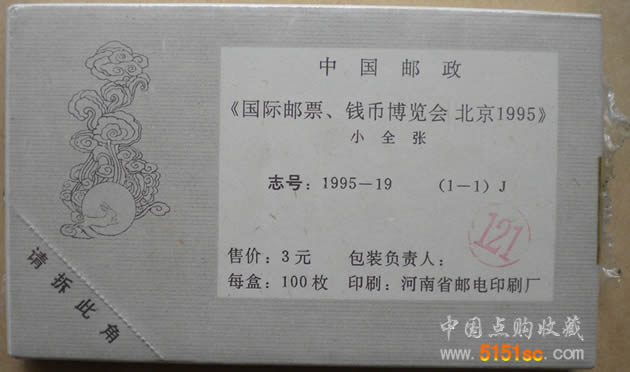 中国邮政
《国际邮票、钱币博览会 北京1995》
小全张
志号：1995－19 （1－1）J
121
售价：3元 包装负责人：
每盒：100枚 印刷：河南省邮电印刷厂
请拆此角
中国点购收藏
www.5151sc.com